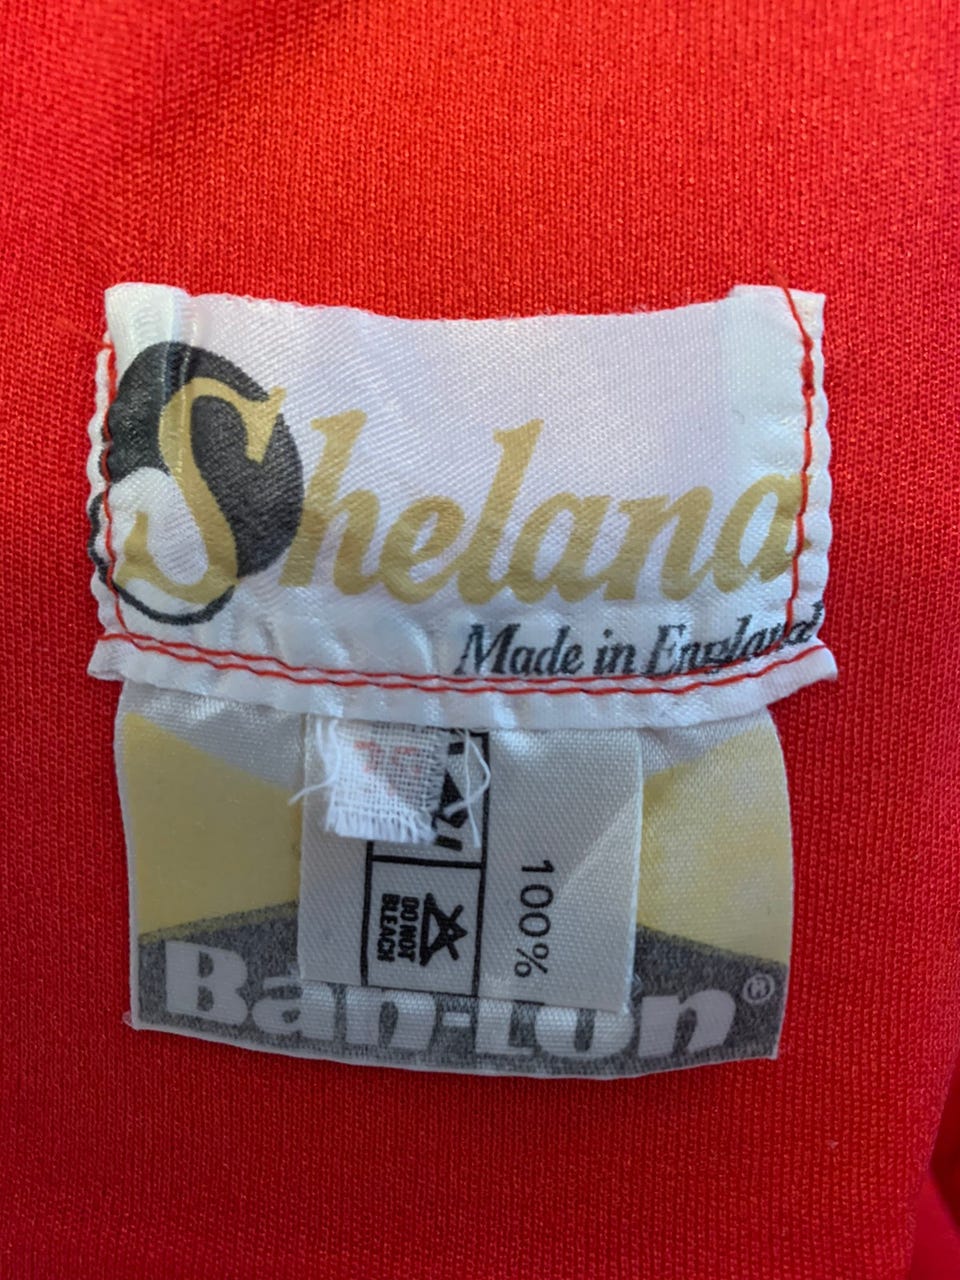 Shelana
Made in England
100%
DO NOT
BLEACH
Ban-Lon®